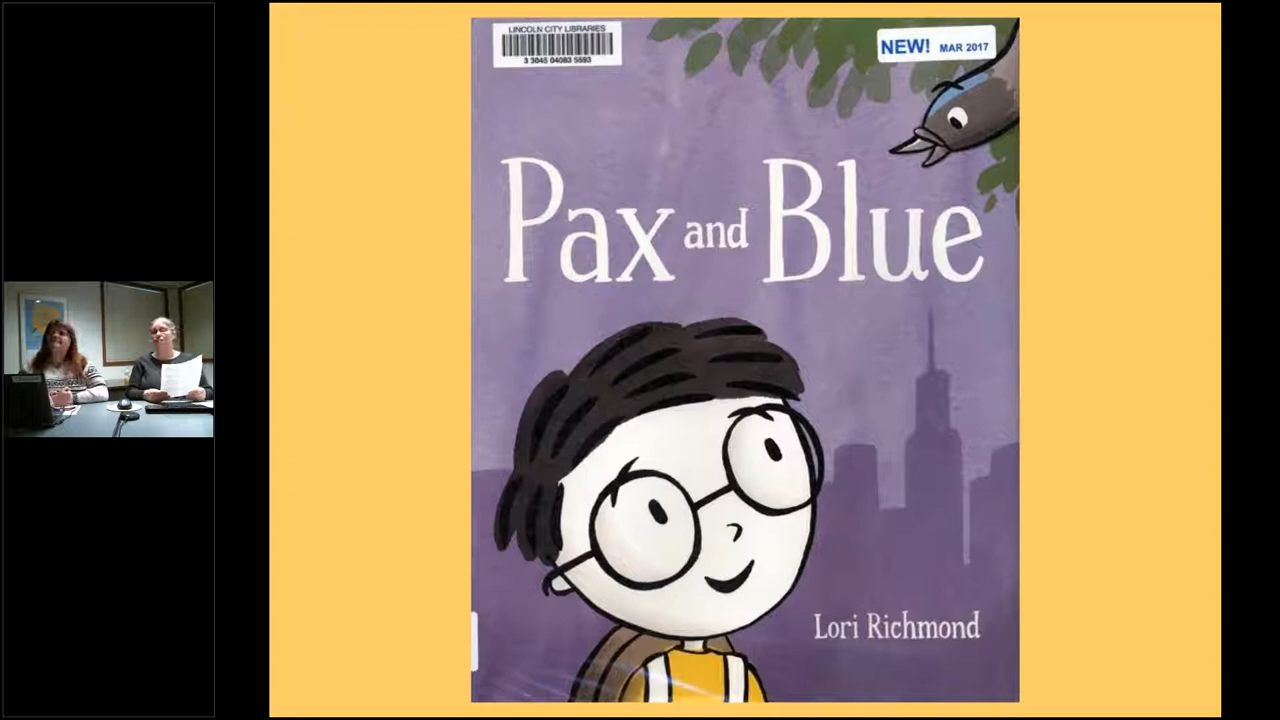 LINCOLN CITY LIBRARIES
3 3045 04083 5593
NEW! MAR 2017
Pax and Blue
Lori Richmond